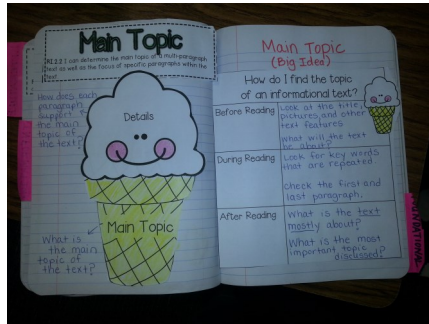 Main Topic
RI.2.2 I can determine the main topic of a multi-paragraph
text as well as the focus of specific paragraphs within the
text
How does each
paragraph
support
the main
topic of
the text?
Details
Main Topic
What is
the main
topic of
the text?
Main Topic
(Big Idea)
How do I find the topic
of an informational text?
Before Reading
Look at the title,
pictures, and other
text features
What will the text
be about?
During Reading
Look for key words
that are repeated.
check the first and
last paragraph.
After Reading
What is the text
mostly about?
What is the most
important topic
discussed?